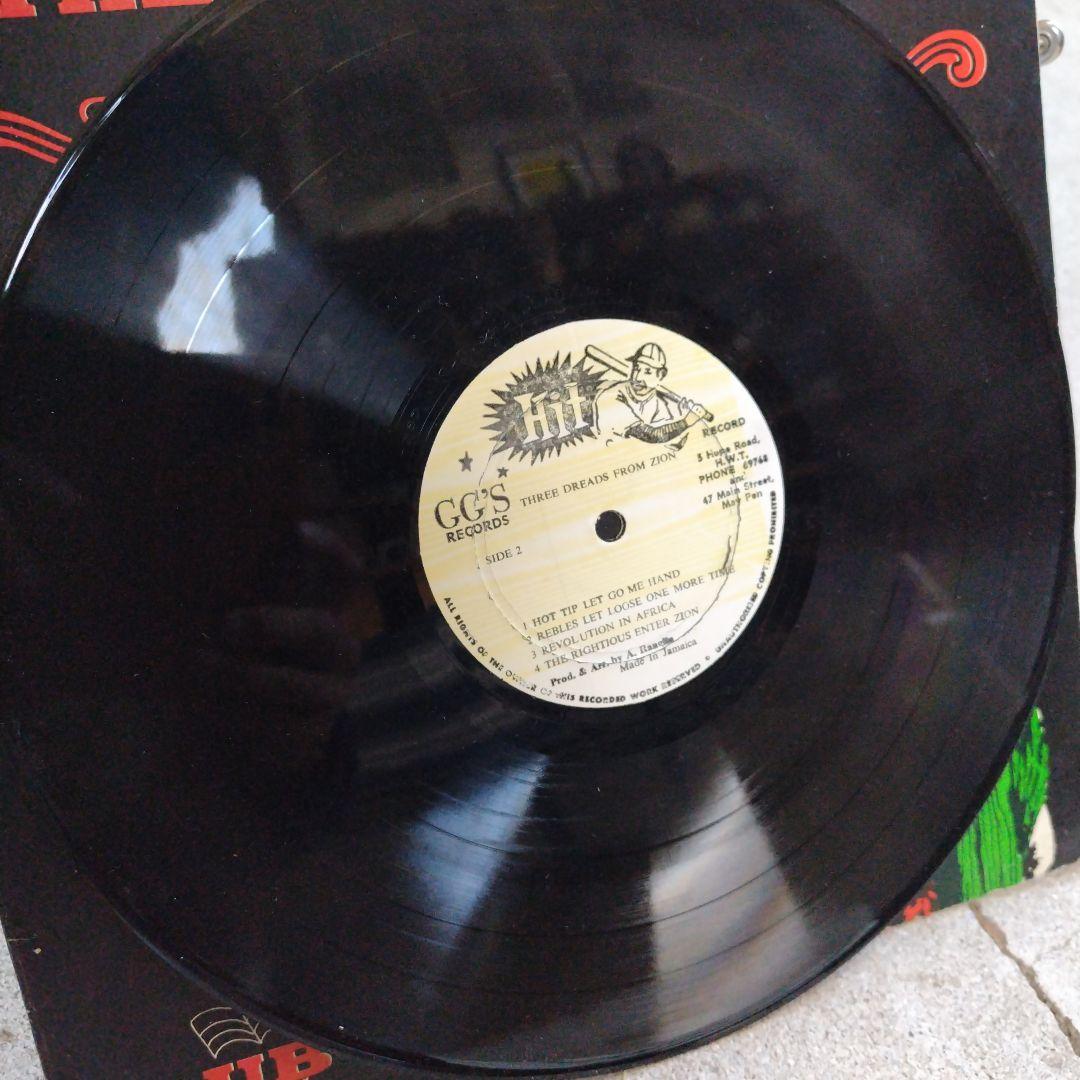 Hit
RECORD
5 Hope Road,
H.W.T.
PHONE 69768
and
47 Main Street,
May Pen
THREE DREADS FROM ZION
GG'S
RECORDS
SIDE 2
1 HOT TIP LET GO ME HAND
2 REBLES LET LOOSE ONE MORE TIME
3 REVOLUTION IN AFRICA
4 THE RIGHTIOUS ENTER ZION
Prod. & Arr. by A. Ranglin
Made In Jamaica
ALL RIGHTS OF THE OWNER OF THIS RECORDED WORK RESERVED • UNAUTHORISED COPYING PROHIBITED